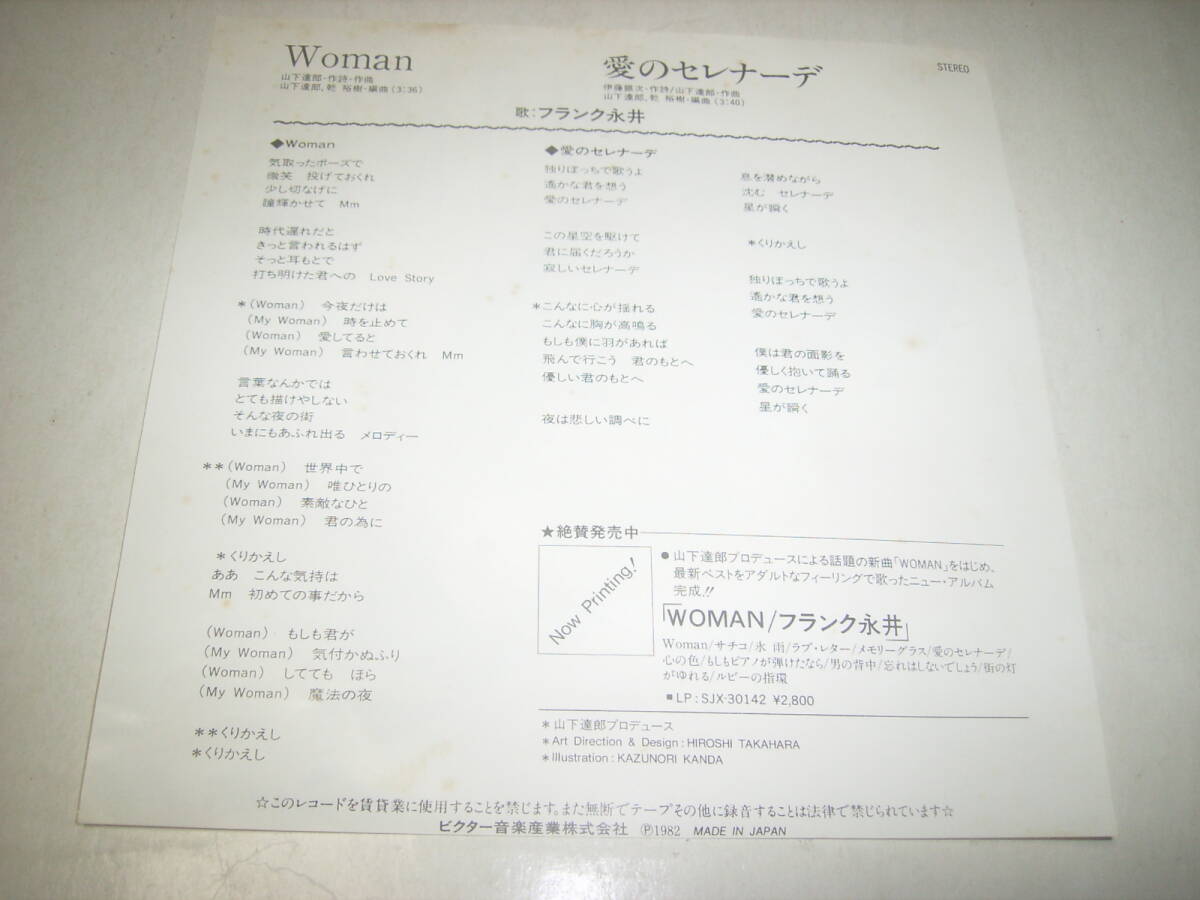 Woman
山下達郎・作詩・作曲
山下達郎, 乾 裕樹・編曲 (3:36)
愛のセレナーデ
伊藤銀次・作詩/山下達郎・作曲
山下達郎, 乾 裕樹・編曲 (3:40)
STEREO
歌:フランク永井
◆Woman
気取ったポーズで
微笑 投げておくれ
少し切なげに
瞳輝かせて Mm
時代遅れだと
きっと言われるはず
そっと耳もとで
打ち明けた君への Love Story
*(Woman) 今夜だけは
(My Woman) 時を止めて
(Woman) 愛してると
(My Woman) 言わせておくれ Mm
言葉なんかでは
とても描けやしない
そんな夜の街
いまにもあふれ出る メロディー
**(Woman) 世界中で
(My Woman) 唯ひとりの
(Woman) 素敵なひと
(My Woman) 君の為に
*くりかえし
ああ こんな気持は
Mm 初めての事だから
(Woman) もしも君が
(My Woman) 気付かぬふり
(Woman) してても ほら
(My Woman) 魔法の夜
**くりかえし
*くりかえし
◆愛のセレナーデ
独りぼっちで歌うよ
遙かな君を想う
愛のセレナーデ
この星空を駆けて
君に届くだろうか
寂しいセレナーデ
*こんなに心が揺れる
こんなに胸が高鳴る
もしも僕に羽があれば
飛んで行こう 君のもとへ
優しい君のもとへ
夜は悲しい調べに
息を潜めながら
沈む セレナーデ
星が瞬く
*くりかえし
独りぼっちで歌うよ
遙かな君を想う
愛のセレナーデ
僕は君の面影を
優しく抱いて踊る
愛のセレナーデ
星が瞬く
★絶賛発売中
Now Printing!
●山下達郎プロデュースによる話題の新曲「WOMAN」をはじめ、
最新ベストをアダルトなフィーリングで歌ったニュー・アルバム
完成.!!
「WOMAN/フランク永井」
Woman/サチコ/氷 雨/ラブ・レター/メモリーグラス/愛のセレナーデ/
心の色/もしもピアノが弾けたなら/男の背中/忘れはしないでしょう/街の灯
がゆれる/ルビーの指環
■LP:SJX-30142 ¥2,800
*山下達郎プロデュース
*Art Direction & Design:HIROSHI TAKAHARA
*Illustration:KAZUNORI KANDA
☆このレコードを賃貸業に使用することを禁じます。また無断でテープその他に録音することは法律で禁じられています☆
ビクター音楽産業株式会社 Ⓟ1982 MADE IN JAPAN